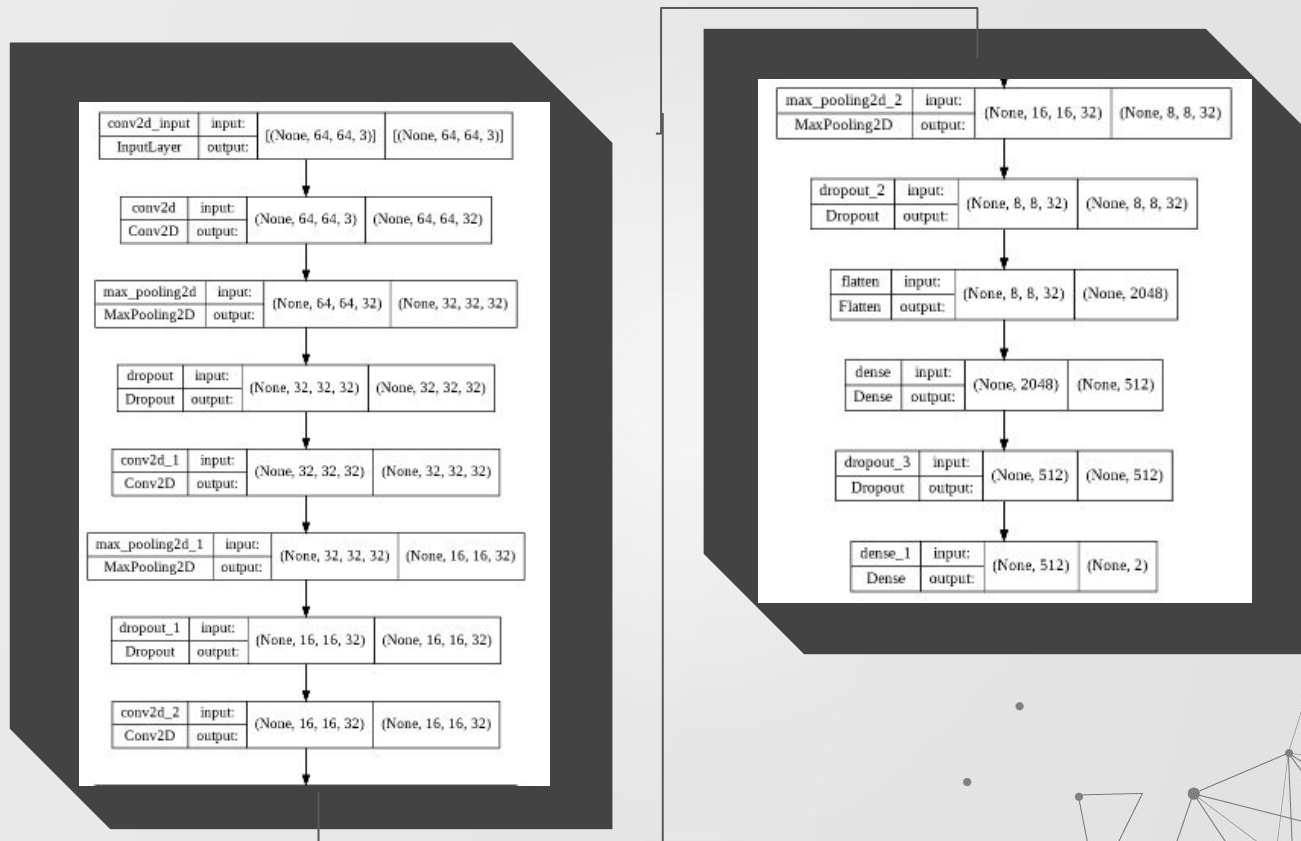 conv2d_input input: [(None, 64, 64, 3)] [(None, 64, 64, 3)]
InputLayer output:
conv2d input: (None, 64, 64, 3) (None, 64, 64, 32)
Conv2D output:
max_pooling2d input: (None, 64, 64, 32) (None, 32, 32, 32)
MaxPooling2D output:
dropout input: (None, 32, 32, 32) (None, 32, 32, 32)
Dropout output:
conv2d_1 input: (None, 32, 32, 32) (None, 32, 32, 32)
Conv2D output:
max_pooling2d_1 input: (None, 32, 32, 32) (None, 16, 16, 32)
MaxPooling2D output:
dropout_1 input: (None, 16, 16, 32) (None, 16, 16, 32)
Dropout output:
conv2d_2 input: (None, 16, 16, 32) (None, 16, 16, 32)
Conv2D output:
max_pooling2d_2 input: (None, 16, 16, 32) (None, 8, 8, 32)
MaxPooling2D output:
dropout_2 input: (None, 8, 8, 32) (None, 8, 8, 32)
Dropout output:
flatten input: (None, 8, 8, 32) (None, 2048)
Flatten output:
dense input: (None, 2048) (None, 512)
Dense output:
dropout_3 input: (None, 512) (None, 512)
Dropout output:
dense_1 input: (None, 512) (None, 2)
Dense output: